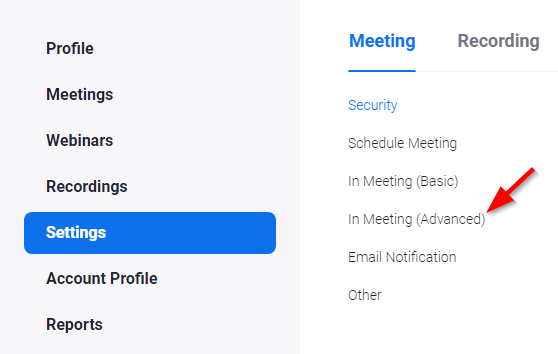 Profile
Meetings
Webinars
Recordings
Settings
Account Profile
Reports
Meeting
Recording
Security
Schedule Meeting
In Meeting (Basic)
In Meeting (Advanced)
Email Notification
Other